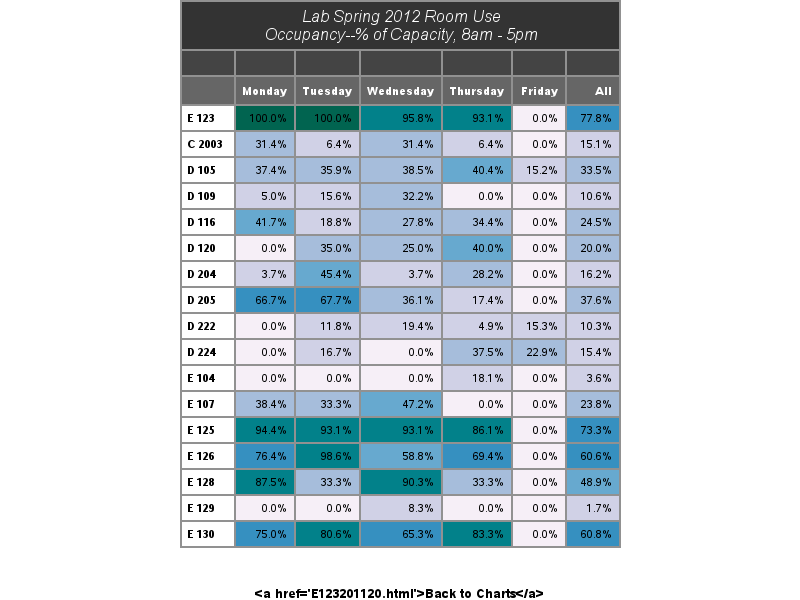 Lab Spring 2012 Room Use
Occupancy--% of Capacity, 8am - 5pm
Monday Tuesday Wednesday Thursday Friday All
E 123 100.0% 100.0% 95.8% 93.1% 0.0% 77.8%
C 2003 31.4% 6.4% 31.4% 6.4% 0.0% 15.1%
D 105 37.4% 35.9% 38.5% 40.4% 15.2% 33.5%
D 109 5.0% 15.6% 32.2% 0.0% 0.0% 10.6%
D 116 41.7% 18.8% 27.8% 34.4% 0.0% 24.5%
D 120 0.0% 35.0% 25.0% 40.0% 0.0% 20.0%
D 204 3.7% 45.4% 3.7% 28.2% 0.0% 16.2%
D 205 66.7% 67.7% 36.1% 17.4% 0.0% 37.6%
D 222 0.0% 11.8% 19.4% 4.9% 15.3% 10.3%
D 224 0.0% 16.7% 0.0% 37.5% 22.9% 15.4%
E 104 0.0% 0.0% 0.0% 18.1% 0.0% 3.6%
E 107 38.4% 33.3% 47.2% 0.0% 0.0% 23.8%
E 125 94.4% 93.1% 93.1% 86.1% 0.0% 73.3%
E 126 76.4% 98.6% 58.8% 69.4% 0.0% 60.6%
E 128 87.5% 33.3% 90.3% 33.3% 0.0% 48.9%
E 129 0.0% 0.0% 8.3% 0.0% 0.0% 1.7%
E 130 75.0% 80.6% 65.3% 83.3% 0.0% 60.8%
<a href='E123201120.html'>Back to Charts</a>